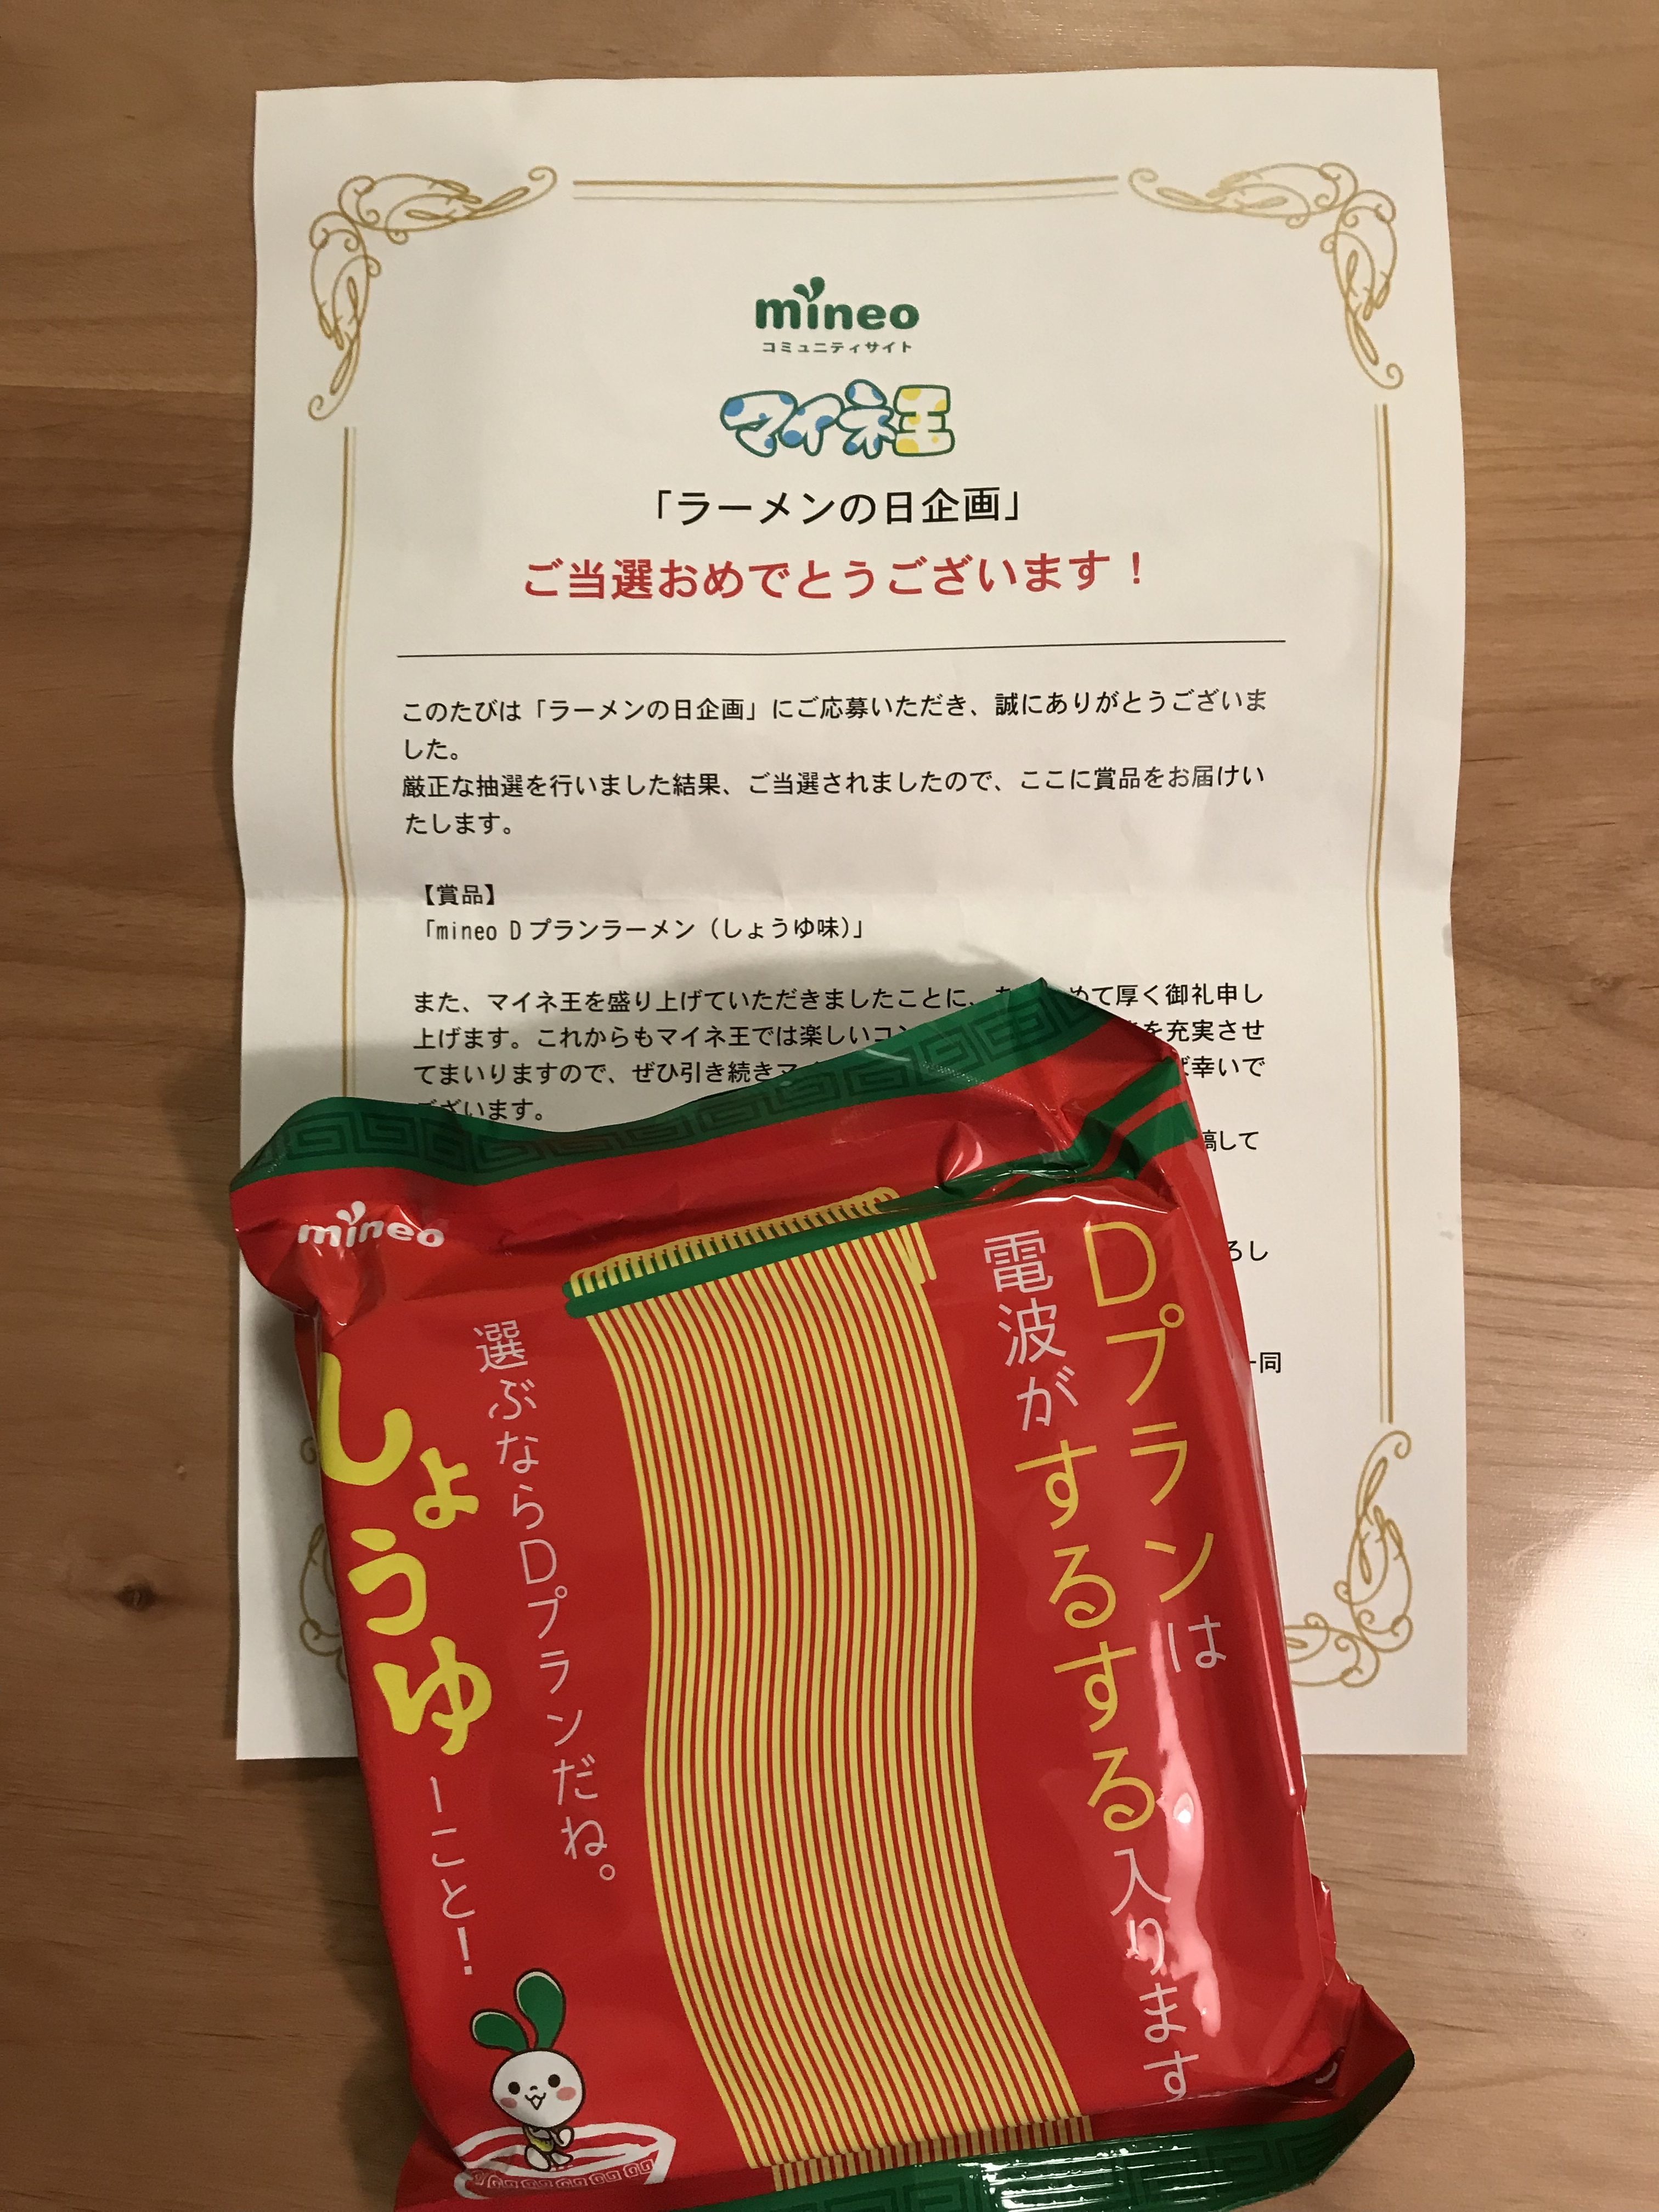 mineo
コミュニティサイト
マイネ王
「ラーメンの日企画」
ご当選おめでとうございます！
このたびは「ラーメンの日企画」にご応募いただき、誠にありがとうございま
した。
厳正な抽選を行いました結果、ご当選されましたので、ここに賞品をお届けい
たします。
【賞品】
「mineo D プランラーメン（しょうゆ味）」
また、マイネ王を盛り上げていただきましたことに、 めて厚く御礼申し
上げます。これからもマイネ王では楽しいコン を充実させ
てまいりますので、ぜひ引き続きマ ば幸いで
ございます。
稿して
ろし
一同
mineo
Dプランは
電波がするする入ります
選ぶならDプランだね。
しょうゆーこと！